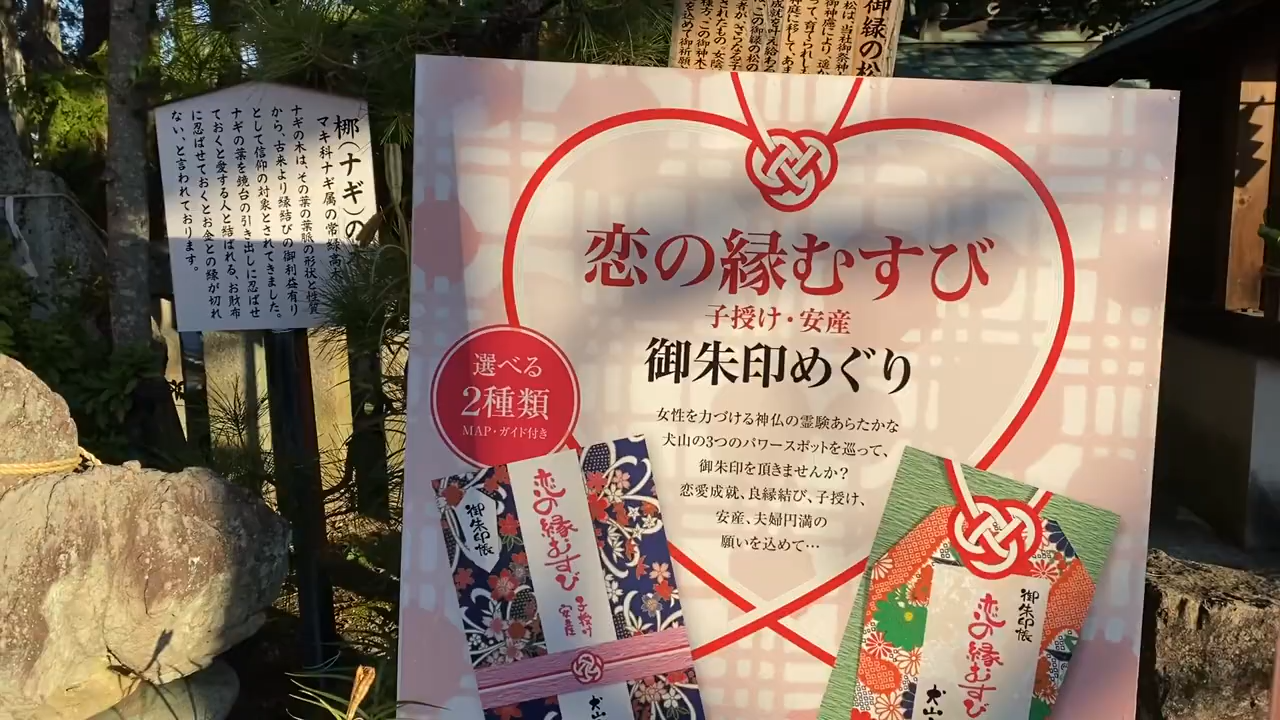 梛(ナギ)の
マキ科ナギ属の常緑高木
ナギの木は、その葉の葉脈の形状と性質
から、古来より縁結びの御利益有り
として信仰の対象とされてきました。
ナギの葉を鏡台の引き出しに忍ばせ
ておくと愛する人と結ばれる、お財布
に忍ばせておくとお金との縁が切れ
ない、と言われております。
御縁の松
恋の縁むすび
子授け・安産
御朱印めぐり
選べる
2種類
MAP・ガイド付き
女性を力づける神仏の霊験あらたかな
犬山の3つのパワースポットを巡って、
御朱印を頂きませんか?
恋愛成就、良縁結び、子授け、
安産、夫婦円満の
願いを込めて…
御朱印帳
恋の縁むすび
子授け
安産
犬山
御朱印帳
恋の縁むすび
犬山